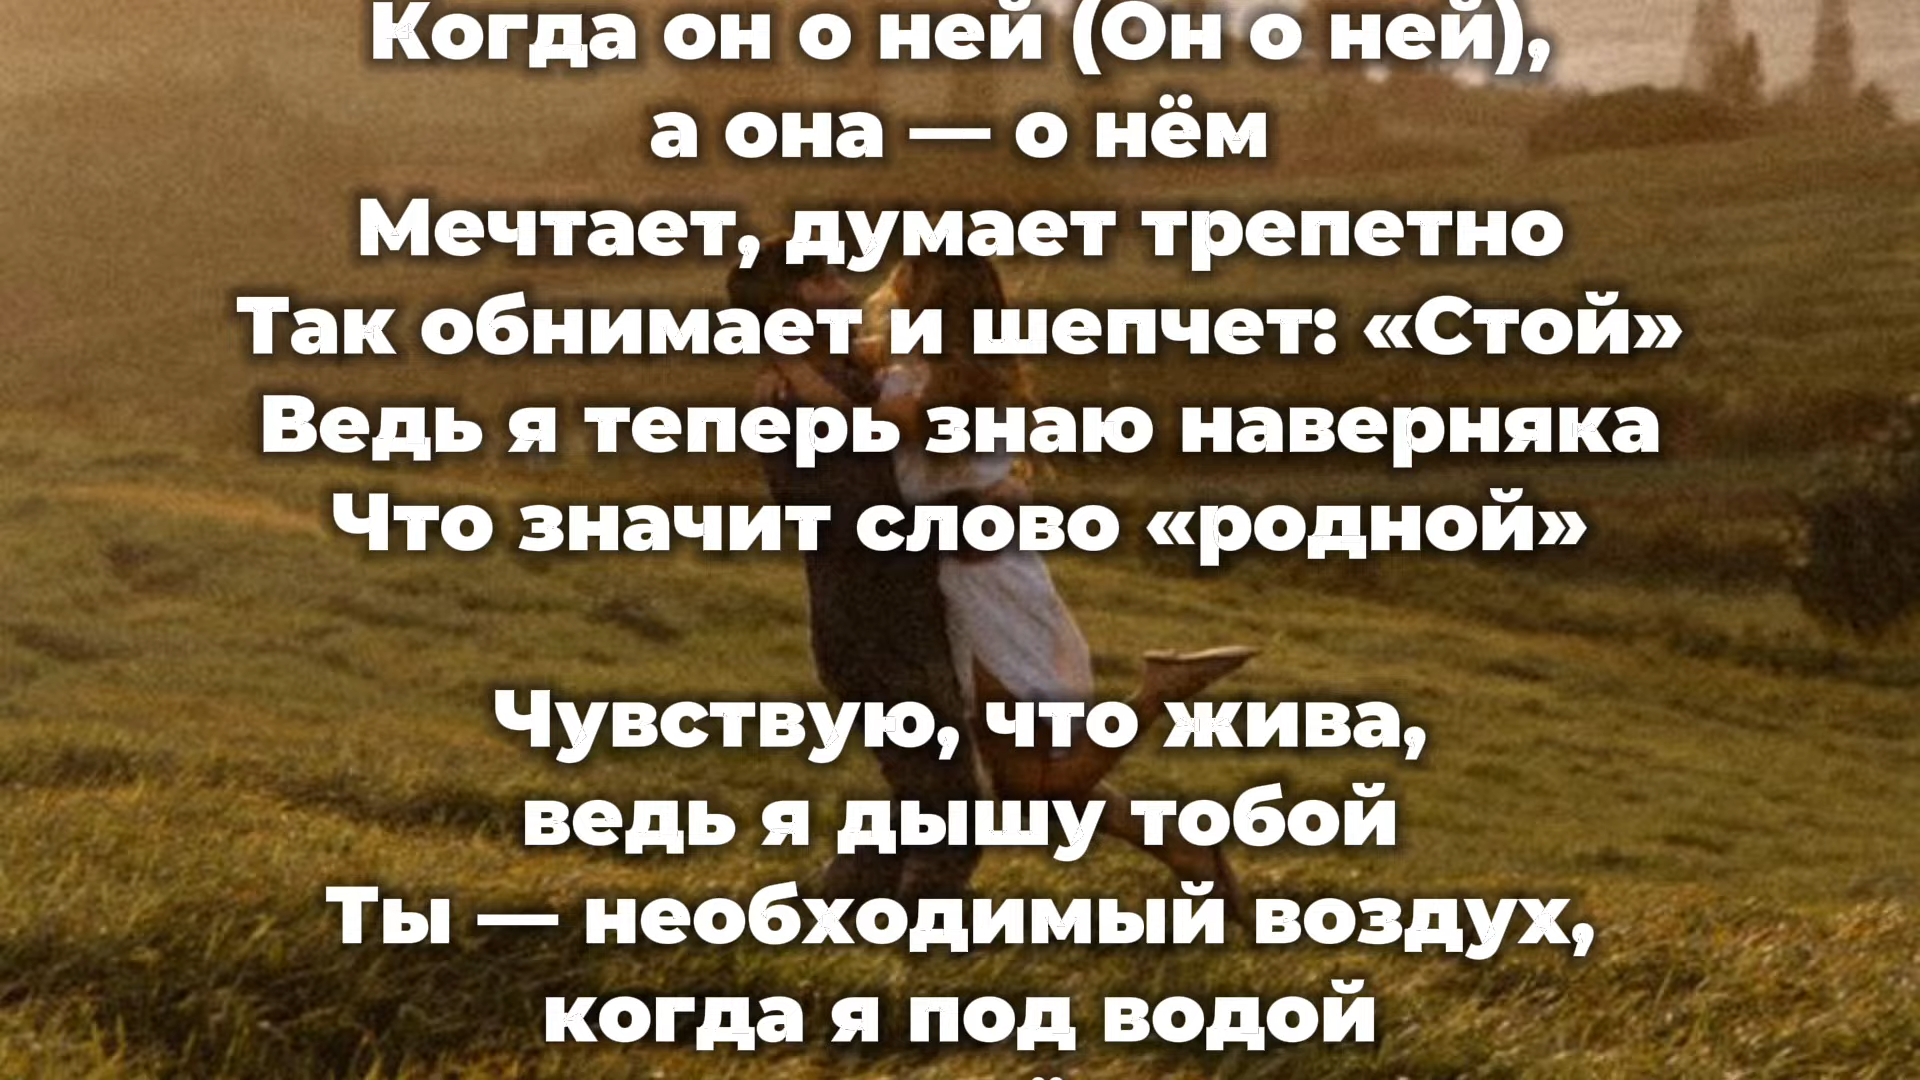 Когда он о ней (Он о ней),
а она — о нём
Мечтает, думает трепетно
Так обнимает и шепчет: «Стой»
Ведь я теперь знаю наверняка
Что значит слово «родной»
Чувствую, что жива,
ведь я дышу тобой
Ты — необходимый воздух,
когда я под водой